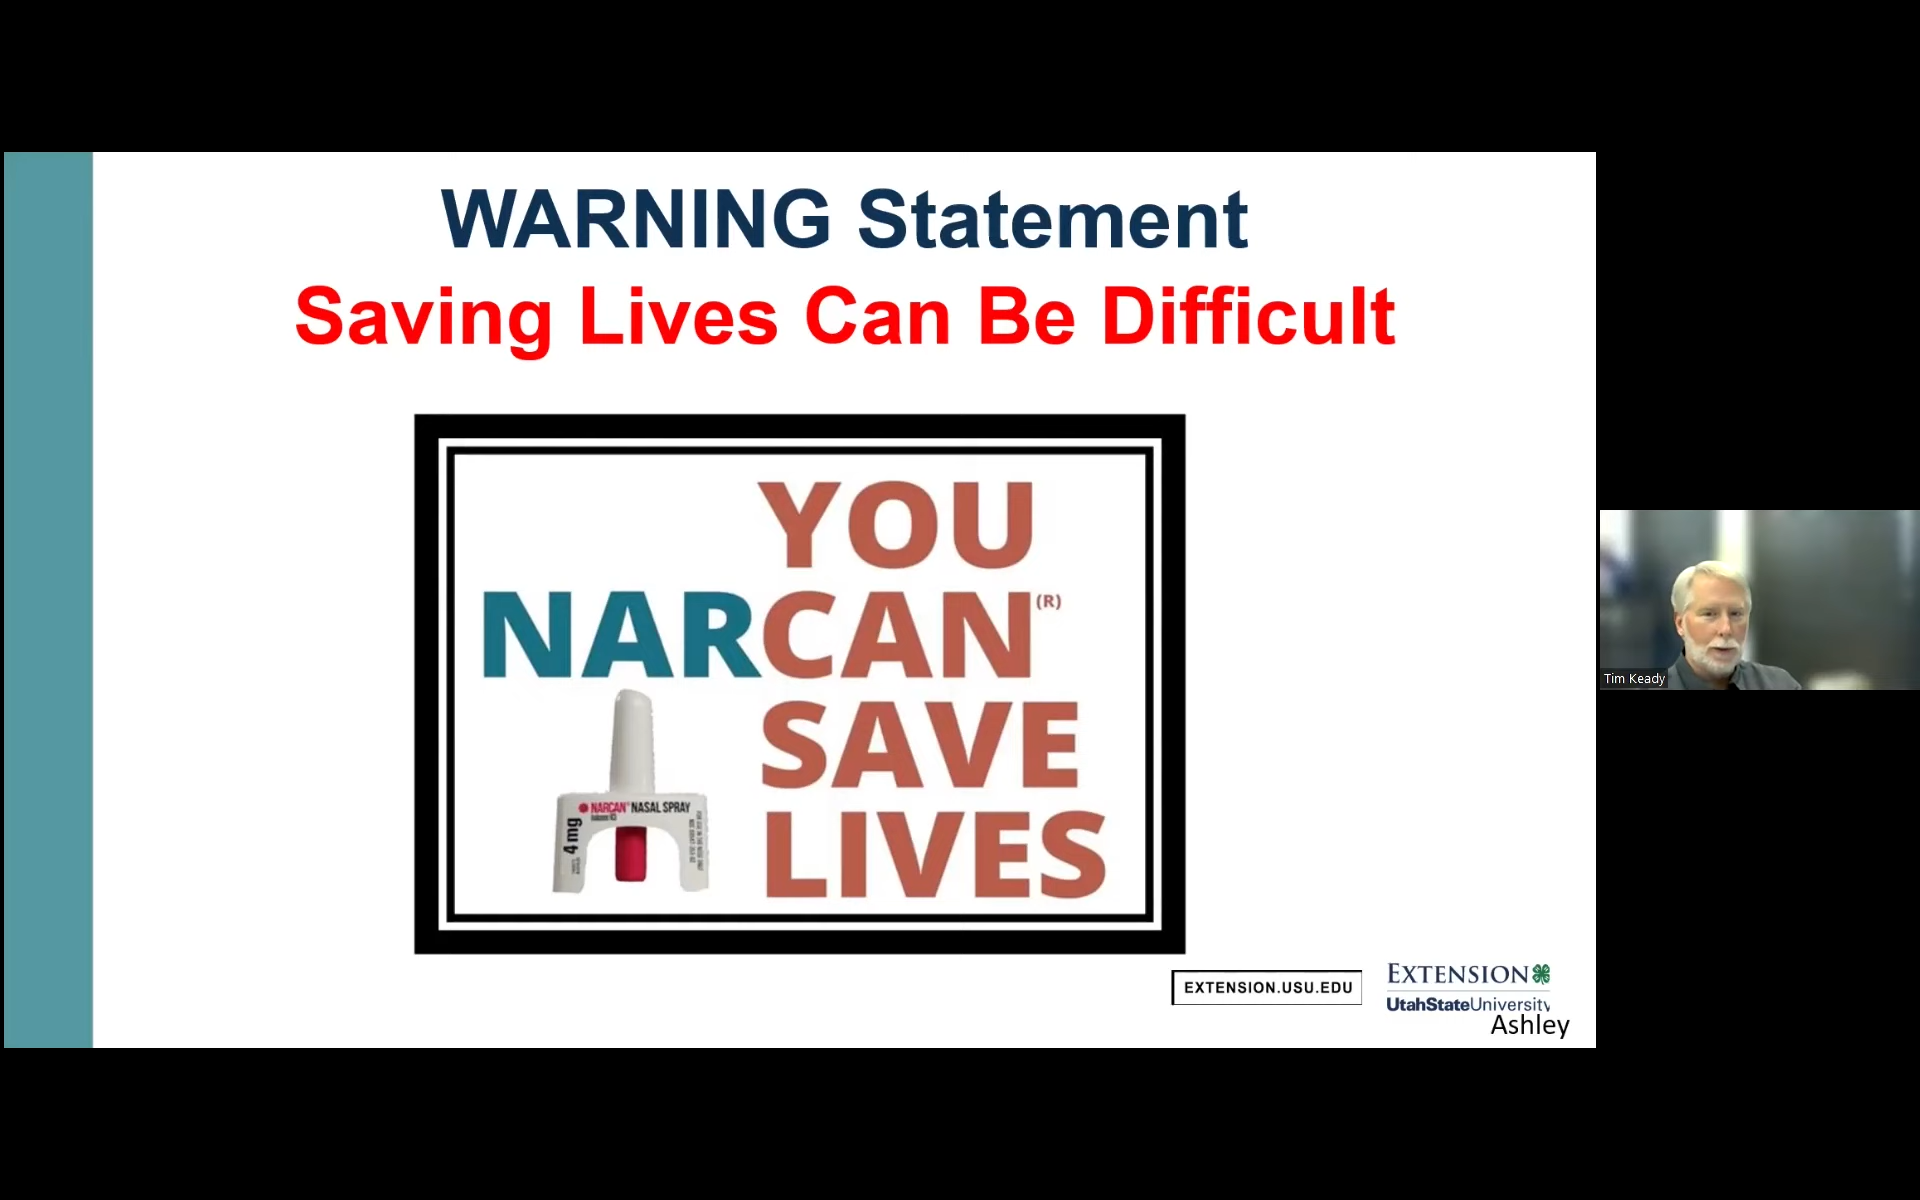 WARNING Statement
Saving Lives Can Be Difficult
YOU
NARCAN(R)
SAVE
LIVES
NARCAN® NASAL SPRAY
4 mg
EXTENSION.USU.EDU
EXTENSION
UtahStateUniversity
Ashley
Tim Keady